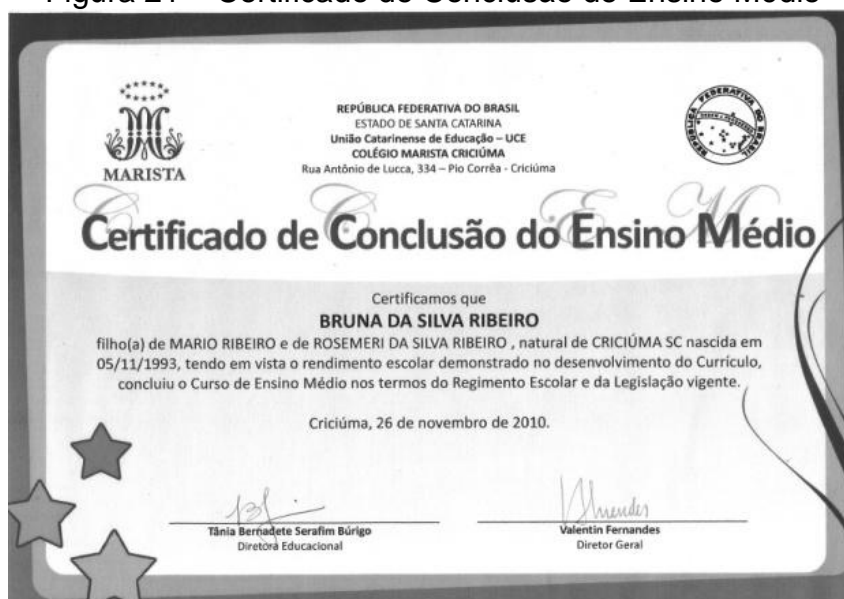 Figura 21 – Certificado de Conclusão do Ensino Médio
MARISTA
REPÚBLICA FEDERATIVA DO BRASIL
ESTADO DE SANTA CATARINA
União Catarinense de Educação – UCE
COLÉGIO MARISTA CRICIÚMA
Rua Antônio de Lucca, 334 – Pio Corrêa - Criciúma
REPÚBLICA FEDERATIVA DO BRASIL
Certificado de Conclusão do Ensino Médio
Certificamos que
BRUNA DA SILVA RIBEIRO
filho(a) de MARIO RIBEIRO e de ROSEMERI DA SILVA RIBEIRO , natural de CRICIÚMA SC nascida em
05/11/1993, tendo em vista o rendimento escolar demonstrado no desenvolvimento do Currículo,
concluiu o Curso de Ensino Médio nos termos do Regimento Escolar e da Legislação vigente.
Criciúma, 26 de novembro de 2010.
Tânia Bernadete Serafim Búrigo
Diretora Educacional
Valentin Fernandes
Diretor Geral